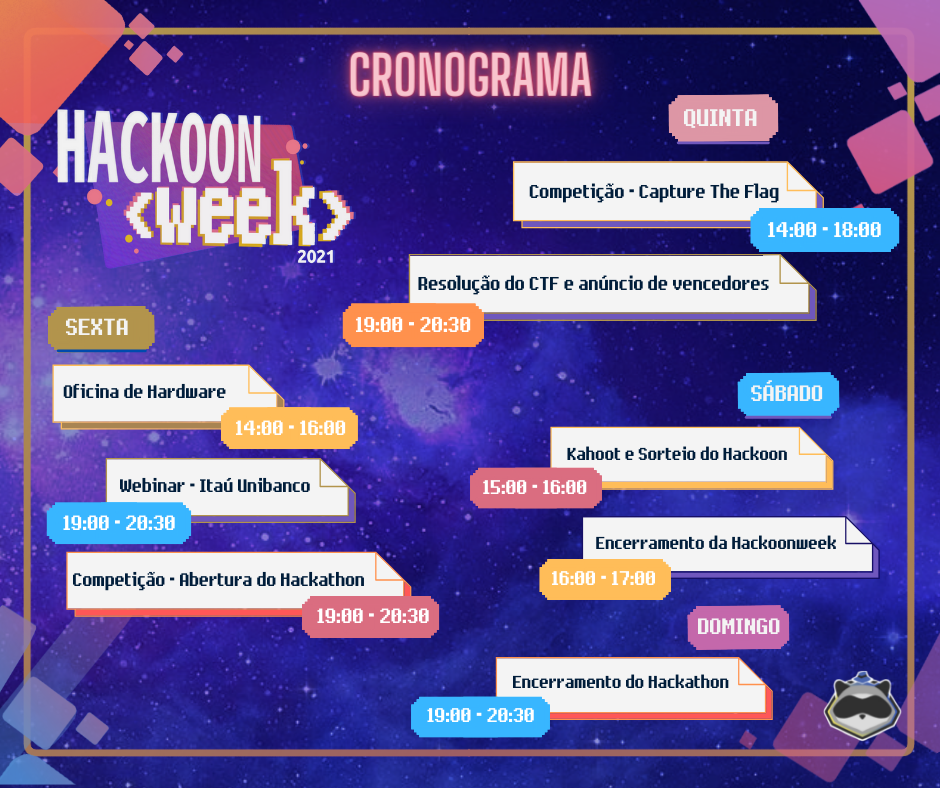 CRONOGRAMA
HACKOON
<week>
2021
QUINTA
Competição - Capture The Flag
14:00 - 18:00
Resolução do CTF e anúncio de vencedores
19:00 - 20:30
SEXTA
Oficina de Hardware
14:00 - 16:00
Webinar - Itaú Unibanco
19:00 - 20:30
Competição - Abertura do Hackathon
19:00 - 20:30
SÁBADO
Kahoot e Sorteio do Hackoon
15:00 - 16:00
Encerramento da Hackoonweek
16:00 - 17:00
DOMINGO
Encerramento do Hackathon
19:00 - 20:30